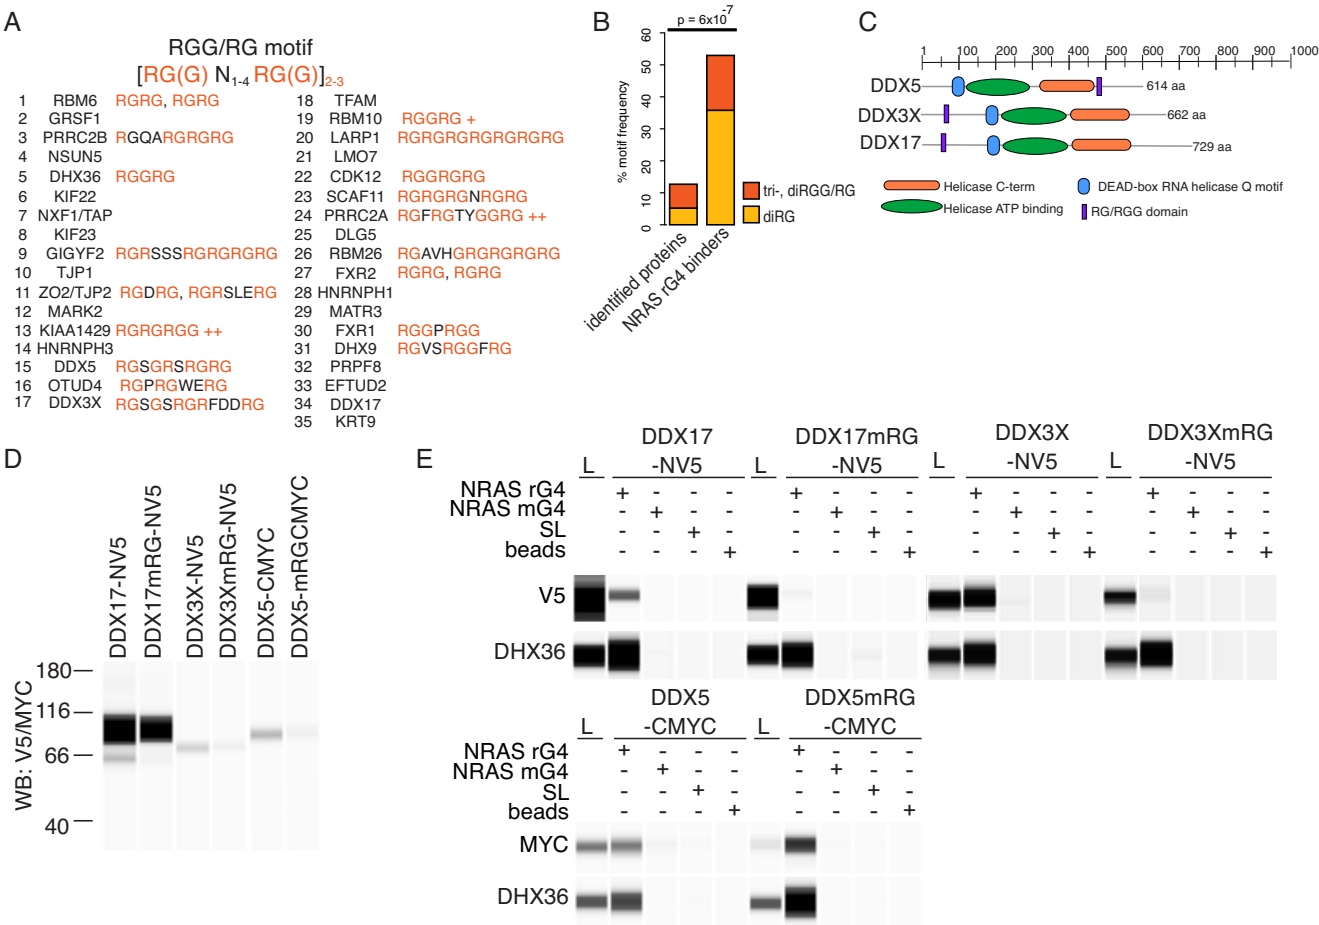 A
RGG/RG motif
[RG(G) N1-4 RG(G)]2-3
1 RBM6 RGRG, RGRG
2 GRSF1
3 PRRC2B RGQARGRGRG
4 NSUN5
5 DHX36 RGGRG
6 KIF22
7 NXF1/TAP
8 KIF23
9 GIGYF2 RGRSSSRGRGRGRG
10 TJP1
11 ZO2/TJP2 RGDRG, RGRSLERG
12 MARK2
13 KIAA1429 RGRGRGG ++
14 HNRNPH3
15 DDX5 RGSGRSRGRG
16 OTUD4 RGPRGWERG
17 DDX3X RGSGSRGRFDDRG
18 TFAM
19 RBM10 RGGRG +
20 LARP1 RGRGRGRGRGRGRG
21 LMO7
22 CDK12 RGGRGRG
23 SCAF11 RGRGRGNRGRG
24 PRRC2A RGFRGTYGGRG ++
25 DLG5
26 RBM26 RGAVHGRGRGRGRG
27 FXR2 RGRG, RGRG
28 HNRNPH1
29 MATR3
30 FXR1 RGGPRGG
31 DHX9 RGVSRGGFRG
32 PRPF8
33 EFTUD2
34 DDX17
35 KRT9
B
p = 6x10-7
% motif frequency
0 10 20 30 40 50 60
identified proteins
NRAS rG4 binders
tri-, diRGG/RG
diRG
C
1 100 200 300 400 500 600 700 800 900 1000
DDX5 614 aa
DDX3X 662 aa
DDX17 729 aa
Helicase C-term
DEAD-box RNA helicase Q motif
Helicase ATP binding
RG/RGG domain
D
DDX17-NV5
DDX17mRG-NV5
DDX3X-NV5
DDX3XmRG-NV5
DDX5-CMYC
DDX5-mRGCMYC
WB: V5/MYC
180
116
66
40
E
DDX17 DDX17mRG DDX3X DDX3XmRG
L -NV5 L -NV5 L -NV5 L -NV5
NRAS rG4 + - - - + - - - + - - - + - - -
NRAS mG4 - + - - - + - - - + - - - + - -
SL - - + - - - + - - - + - - - + -
beads - - - + - - - + - - - + - - - +
V5
DHX36
DDX5 DDX5mRG
L -CMYC L -CMYC
NRAS rG4 + - - - + - - -
NRAS mG4 - + - - - + - -
SL - - + - - - + -
beads - - - + - - - +
MYC
DHX36